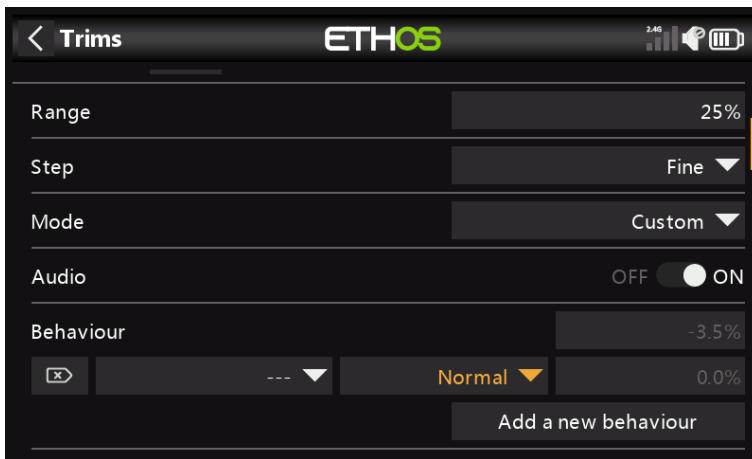 Trims ETHOS 2.4G
Range 25%
Step Fine
Mode Custom
Audio OFF ON
Behaviour -3.5%
--- Normal 0.0%
Add a new behaviour